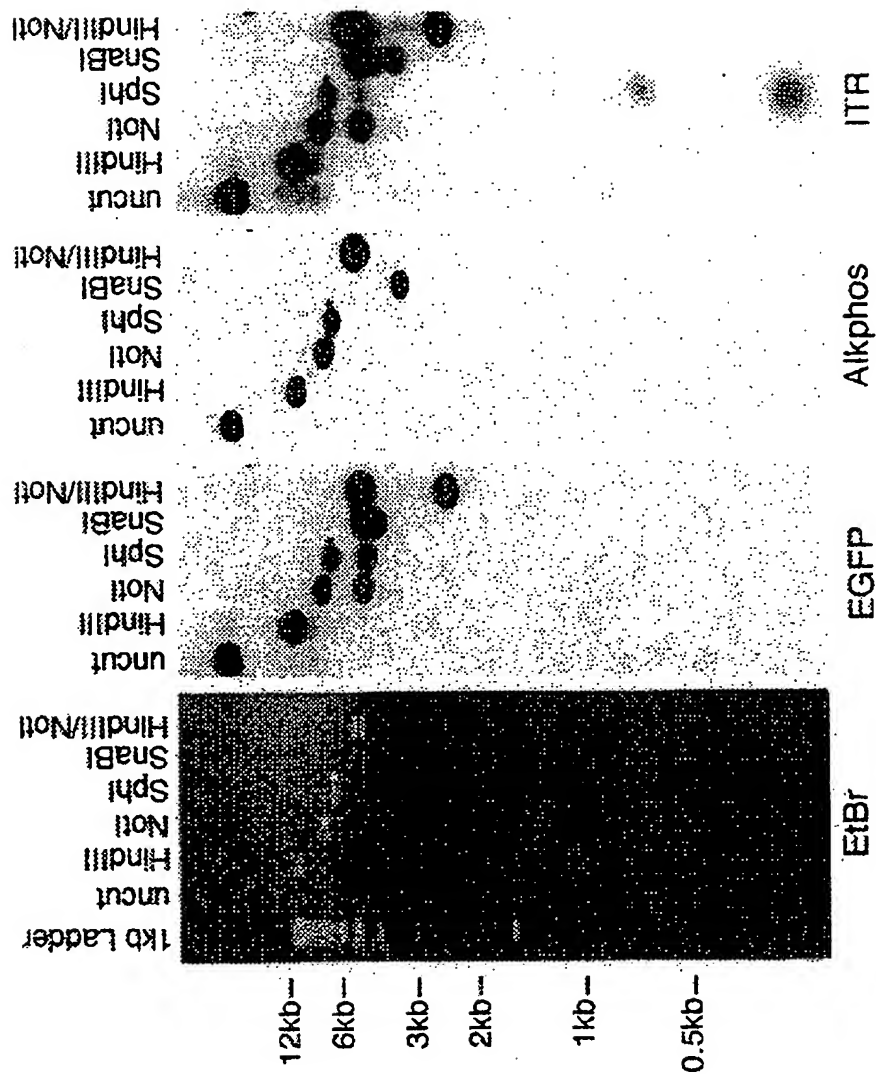 1kb Ladder
uncut
HindIII
NotI
SphI
SnaBI
HindIII/NotI
uncut
HindIII
NotI
SphI
SnaBI
HindIII/NotI
uncut
HindIII
NotI
SphI
SnaBI
HindIII/NotI
uncut
HindIII
NotI
SphI
SnaBI
HindIII/NotI
12kb–
6kb–
3kb–
2kb–
1kb–
0.5kb–
EtBr
EGFP
Alkphos
ITR